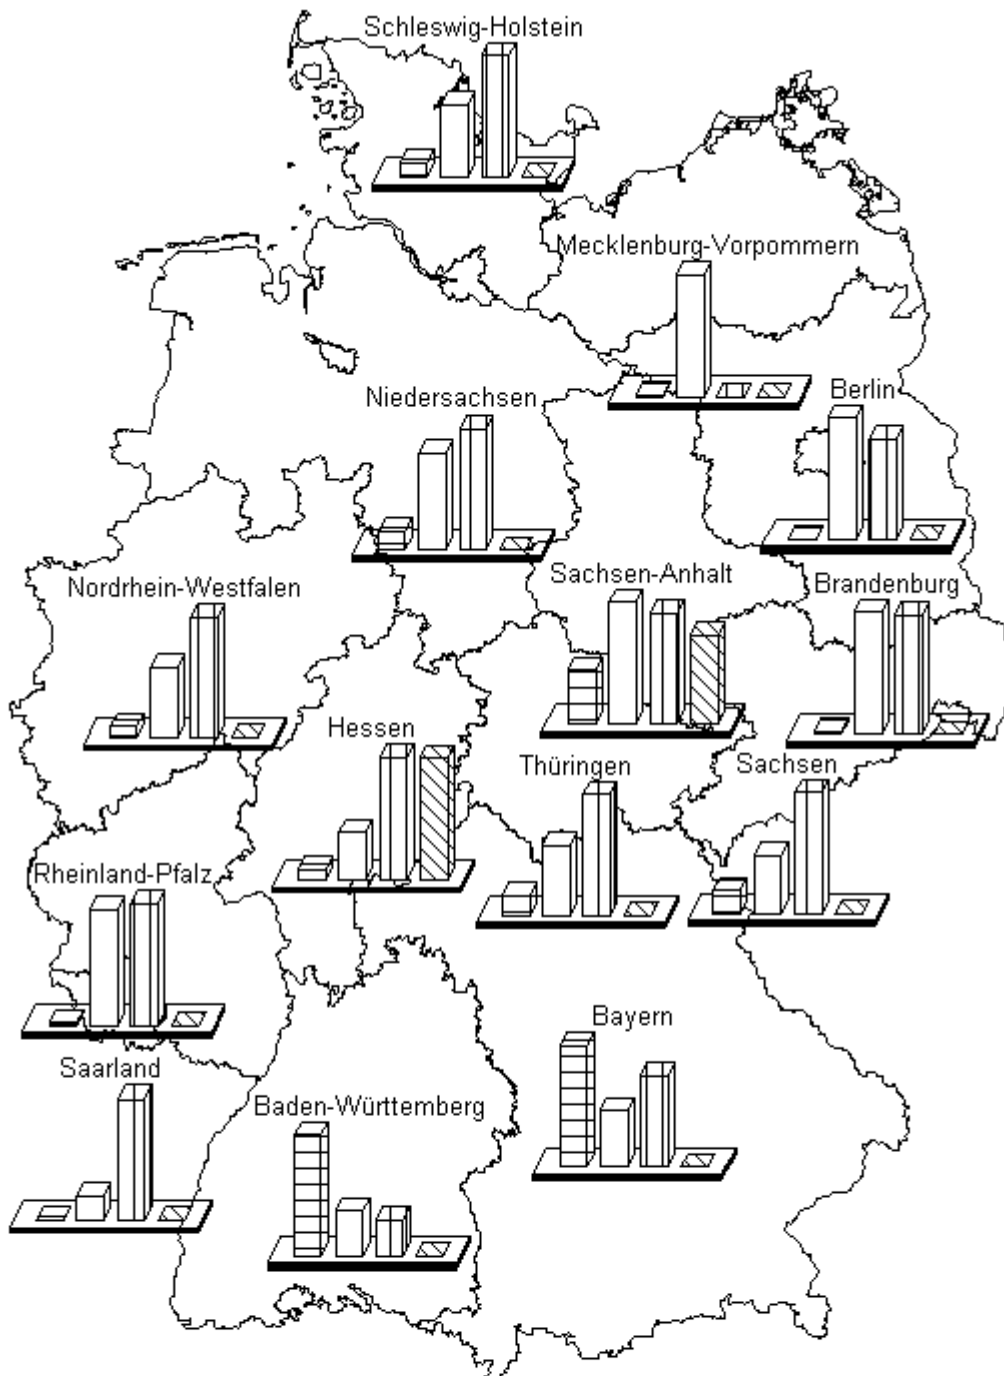 Schleswig-Holstein
Mecklenburg-Vorpommern
Berlin
Niedersachsen
Sachsen-Anhalt
Brandenburg
Nordrhein-Westfalen
Hessen
Thüringen
Sachsen
Rheinland-Pfalz
Bayern
Saarland
Baden-Württemberg